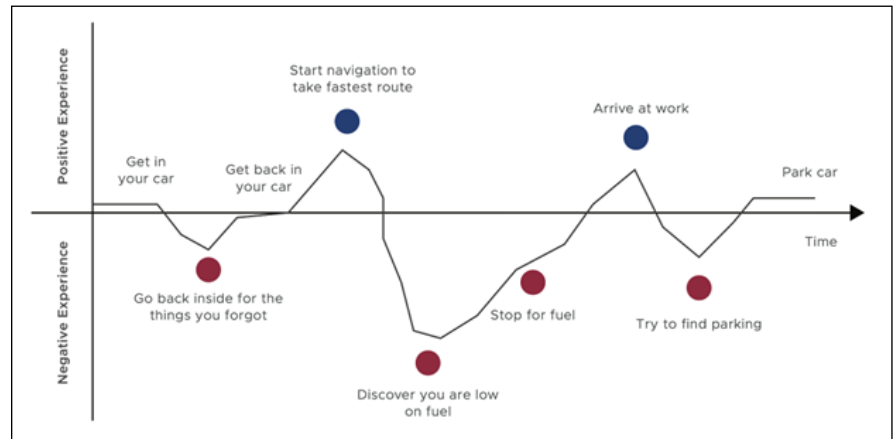 Positive Experience
Negative Experience
Get in
your car
Go back inside for the
things you forgot
Get back in
your car
Start navigation to
take fastest route
Discover you are low
on fuel
Stop for fuel
Arrive at work
Try to find parking
Park car
Time